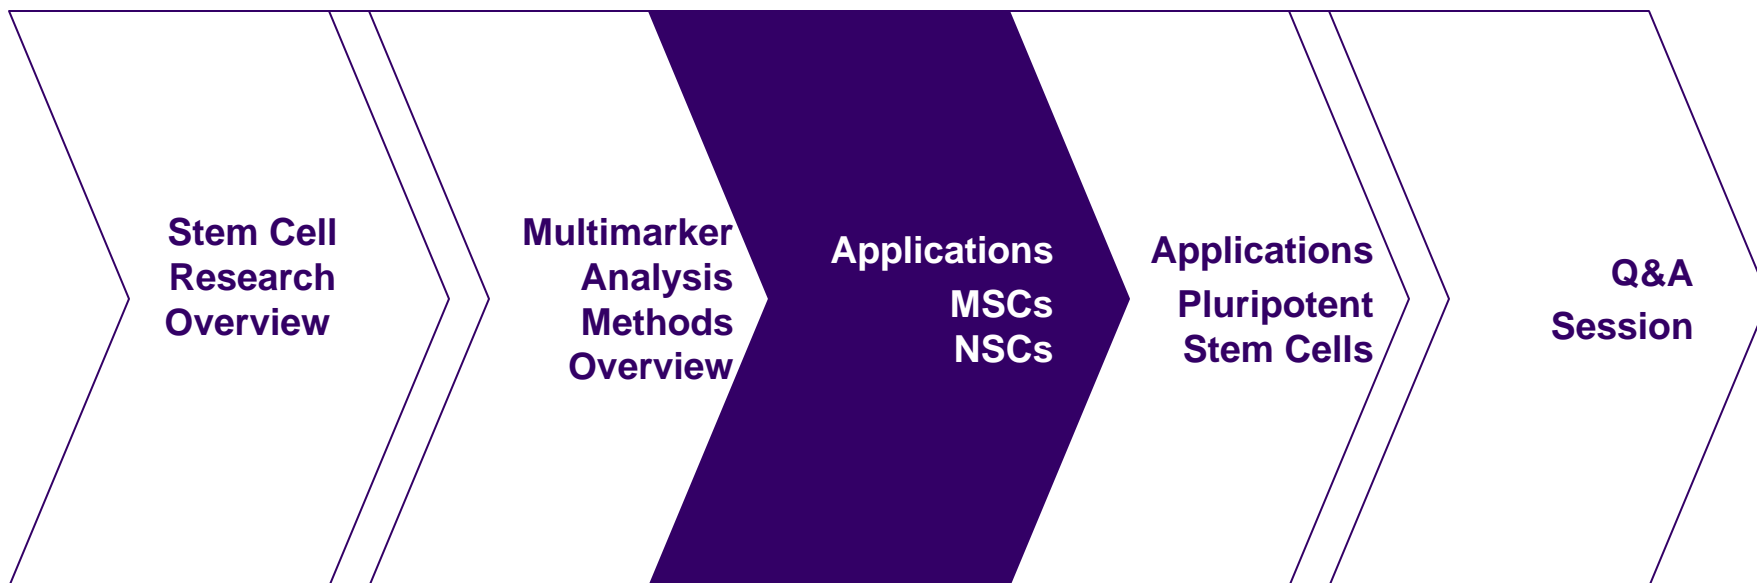 Stem Cell
Research
Overview
Multimarker
Analysis
Methods
Overview
Applications
MSCs
NSCs
Applications
Pluripotent
Stem Cells
Q&A
Session